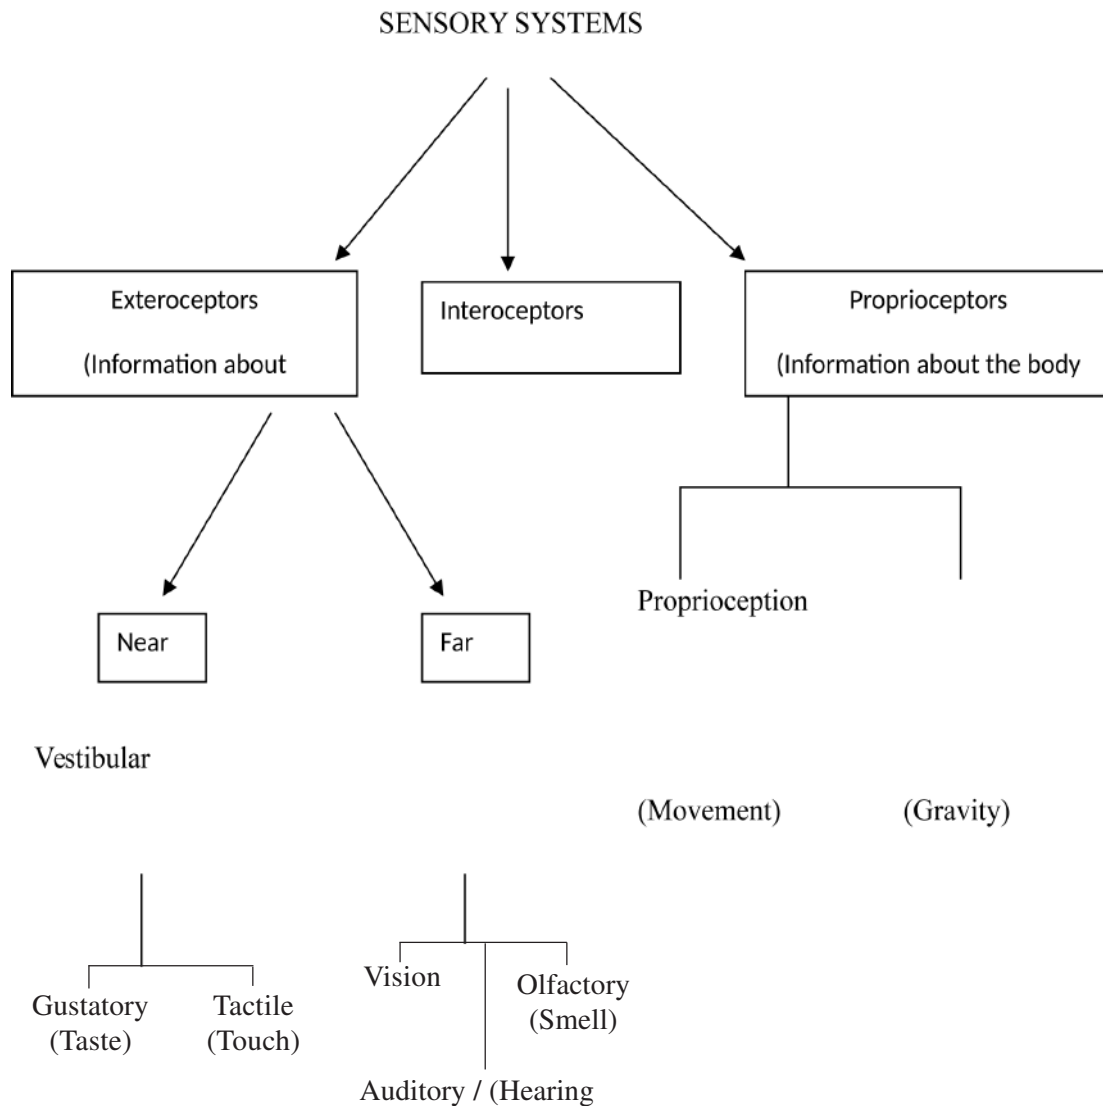 SENSORY SYSTEMS
Exteroceptors
(Information about
Interoceptors
Proprioceptors
(Information about the body
Near
Far
Proprioception
Vestibular
(Movement)
(Gravity)
Gustatory
(Taste)
Tactile
(Touch)
Vision
Olfactory
(Smell)
Auditory / (Hearing